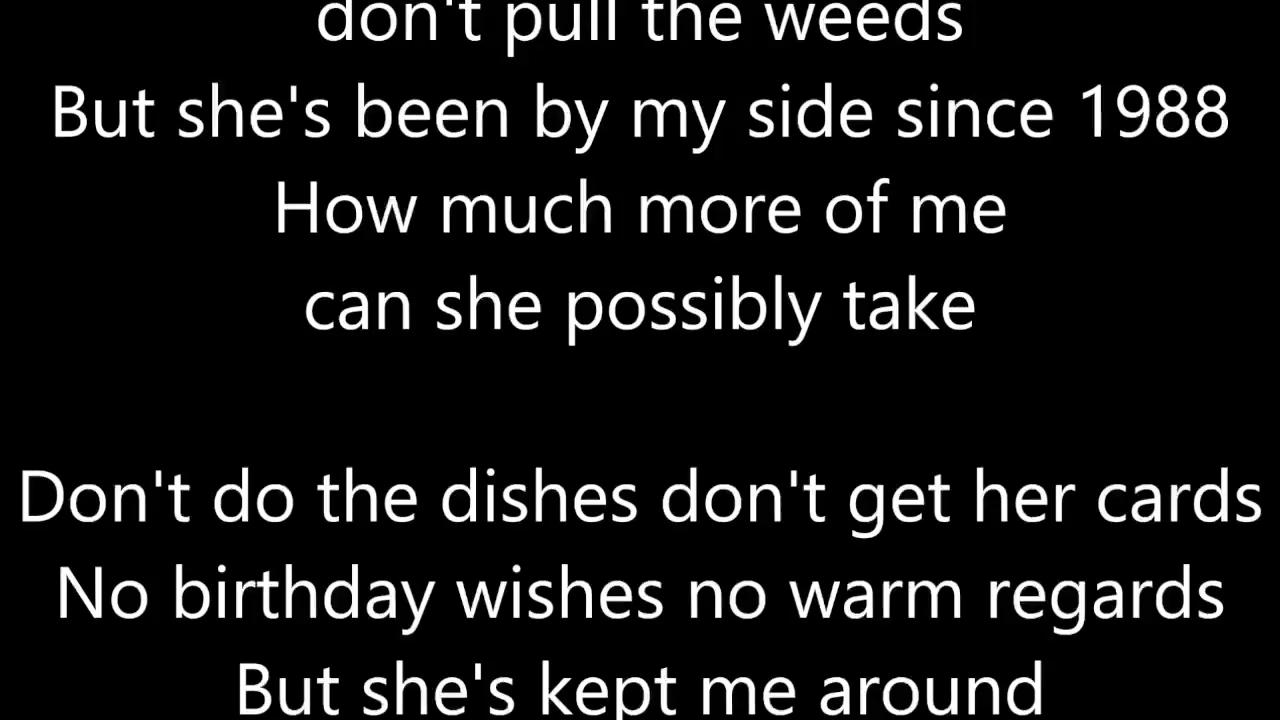 don't pull the weeds
But she's been by my side since 1988
How much more of me
can she possibly take
Don't do the dishes don't get her cards
No birthday wishes no warm regards
But she's kept me around